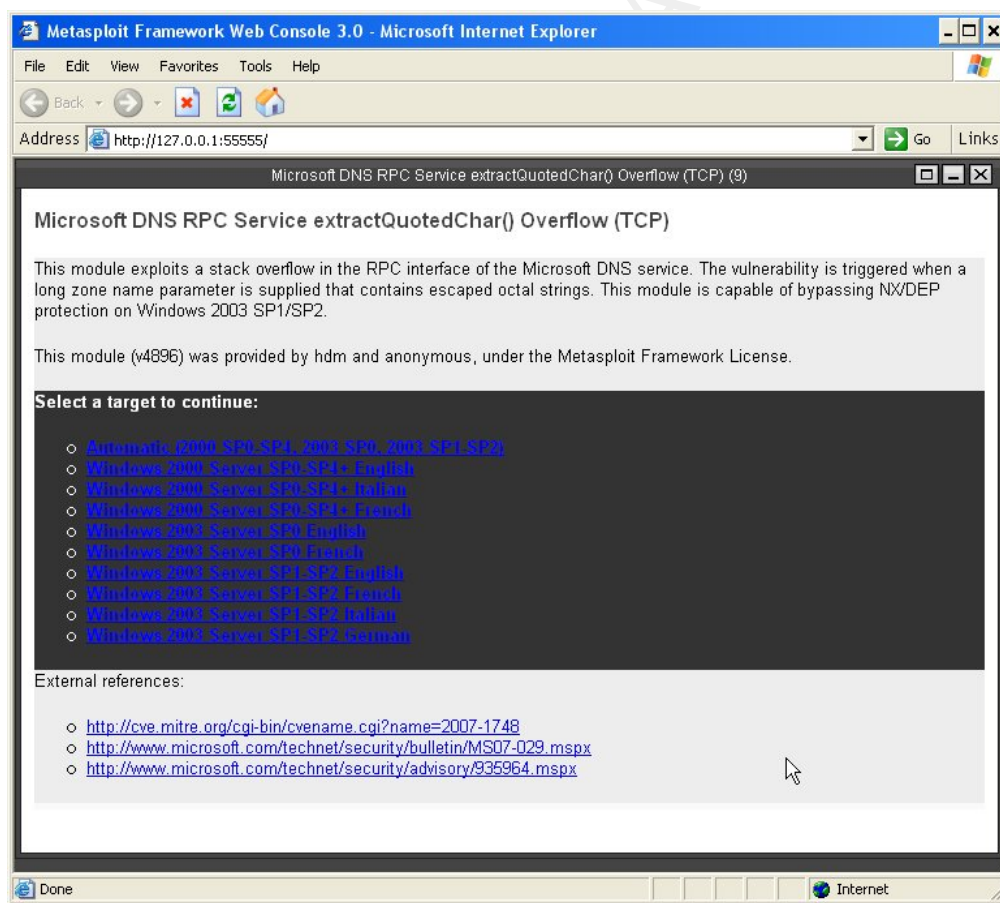 Metasploit Framework Web Console 3.0 - Microsoft Internet Explorer
File Edit View Favorites Tools Help
Back
Address http://127.0.0.1:55555/ Go Links
Microsoft DNS RPC Service extractQuotedChar() Overflow (TCP) (9)
Microsoft DNS RPC Service extractQuotedChar() Overflow (TCP)
This module exploits a stack overflow in the RPC interface of the Microsoft DNS service. The vulnerability is triggered when a
long zone name parameter is supplied that contains escaped octal strings. This module is capable of bypassing NX/DEP
protection on Windows 2003 SP1/SP2.
This module (v4896) was provided by hdm and anonymous, under the Metasploit Framework License.
Select a target to continue:
Automatic (2000 SP0-SP4, 2003 SP0, 2003 SP1-SP2)
Windows 2000 Server SP0-SP4+ English
Windows 2000 Server SP0-SP4+ Italian
Windows 2000 Server SP0-SP4+ French
Windows 2003 Server SP0 English
Windows 2003 Server SP0 French
Windows 2003 Server SP1-SP2 English
Windows 2003 Server SP1-SP2 French
Windows 2003 Server SP1-SP2 Italian
Windows 2003 Server SP1-SP2 German
External references:
http://cve.mitre.org/cgi-bin/cvename.cgi?name=2007-1748
http://www.microsoft.com/technet/security/bulletin/MS07-029.mspx
http://www.microsoft.com/technet/security/advisory/935964.mspx
Done Internet